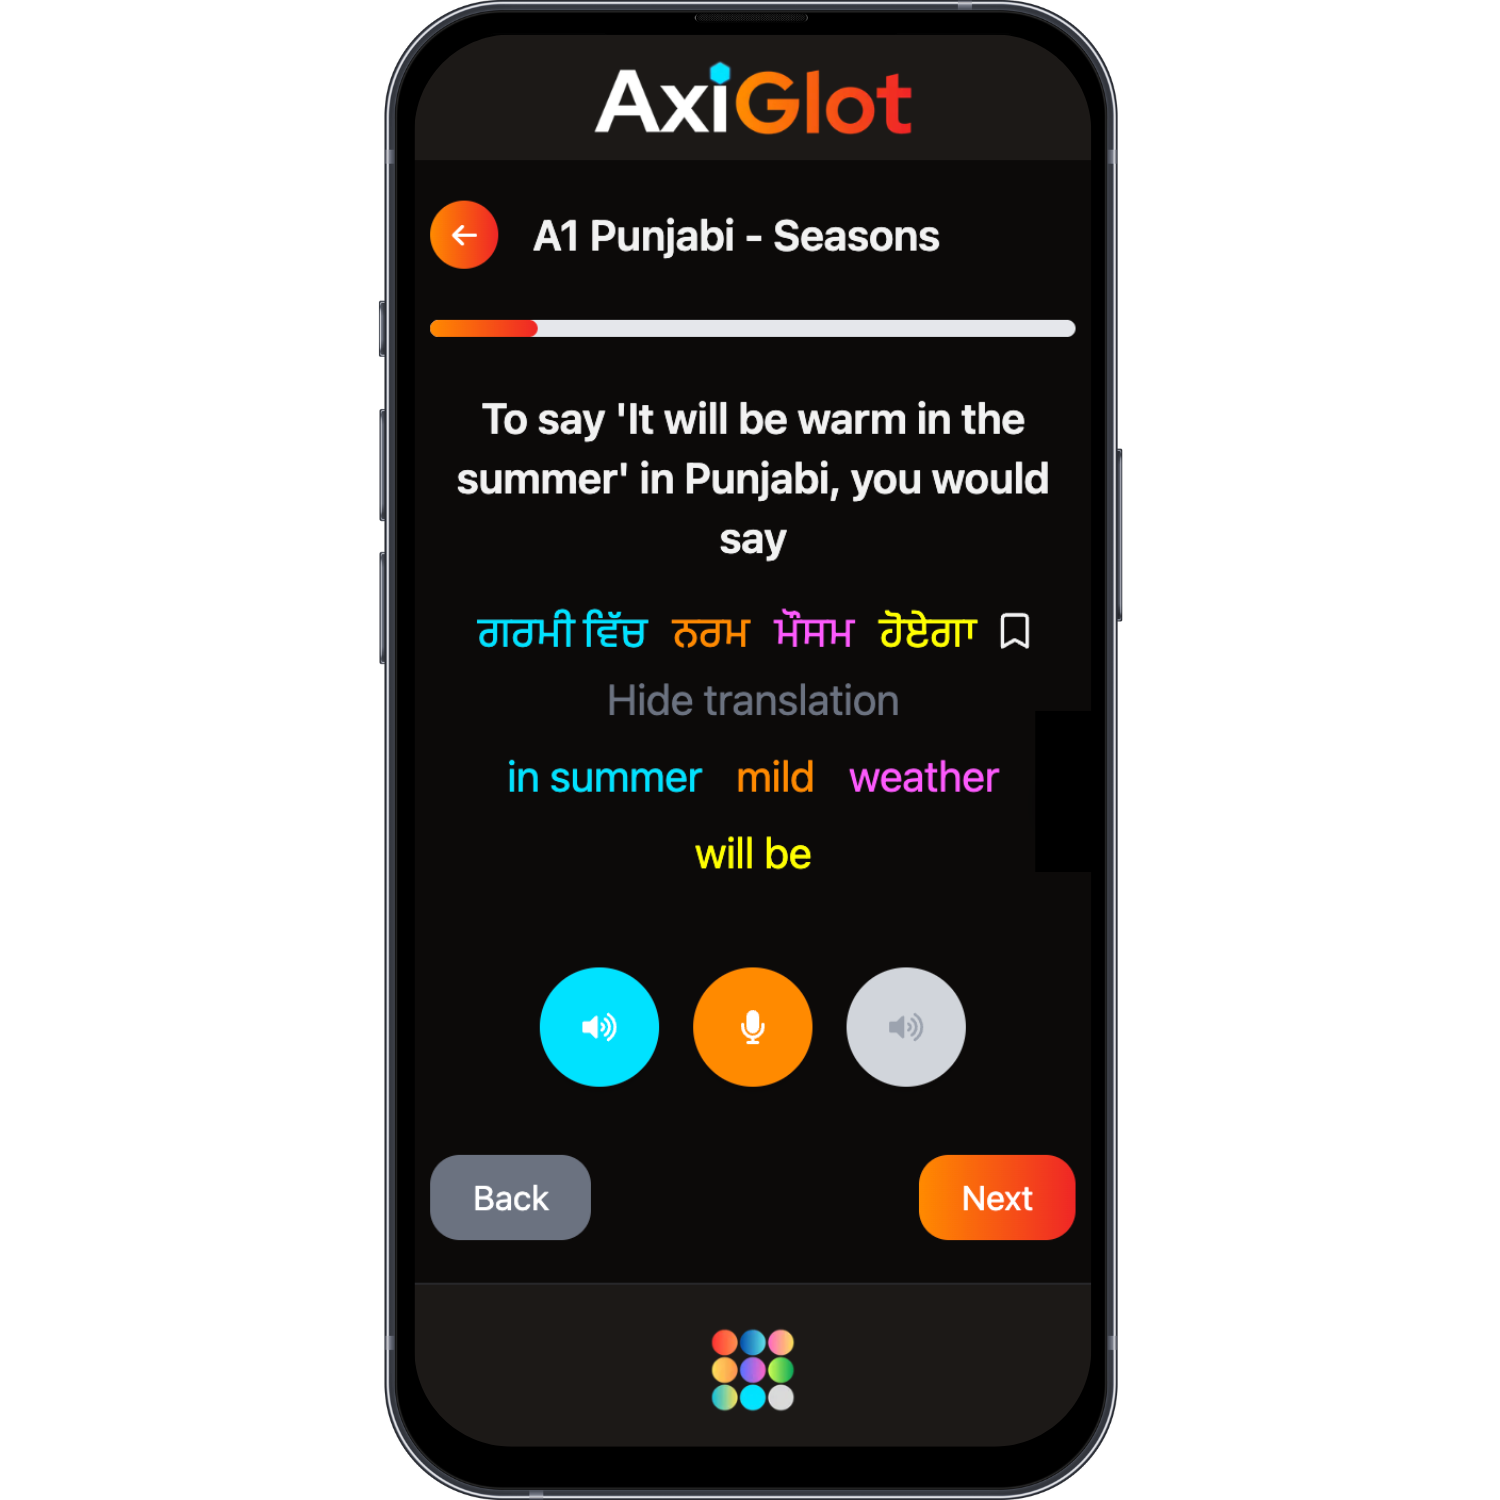 AxiGlot
A1 Punjabi - Seasons
To say 'It will be warm in the
summer' in Punjabi, you would
say
ਗਰਮੀ ਵਿੱਚ ਨਰਮ ਮੌਸਮ ਹੋਏਗਾ
Hide translation
in summer mild weather
will be
Back Next